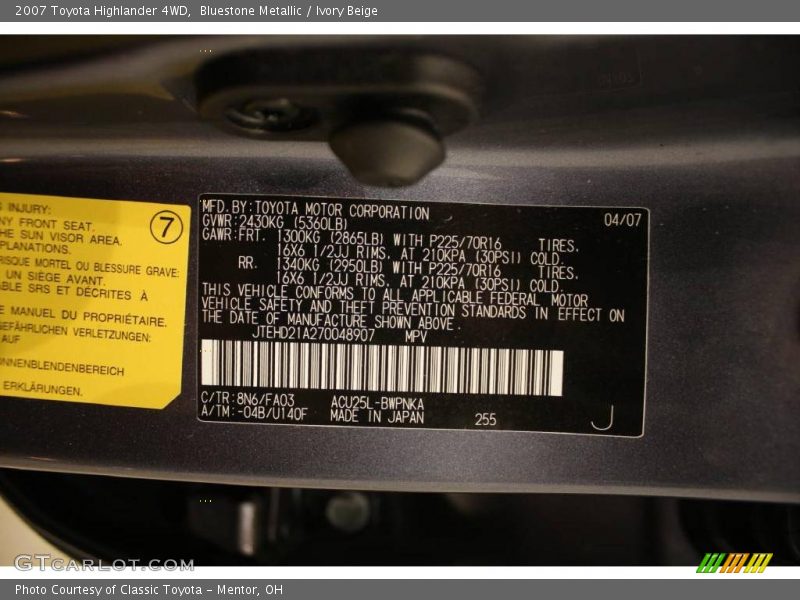 2007 Toyota Highlander 4WD,  Bluestone Metallic / Ivory Beige
INJURY:
NY FRONT SEAT.
HE SUN VISOR AREA.
PLANATIONS.
RISQUE MORTEL OU BLESSURE GRAVE:
UN SIÈGE AVANT.
ABLE SRS ET DÉCRITES À
E MANUEL DU PROPRIÉTAIRE.
GEFÄHRLICHEN VERLETZUNGEN:
AUF
NNENBLENDENBEREICH
ERKLÄRUNGEN.
7
MFD. BY: TOYOTA MOTOR CORPORATION 04/07
GVWR: 2430KG (5360LB)
GAWR: FRT. 1300KG (2865LB) WITH P225/70R16 TIRES.
16X6 1/2JJ RIMS. AT 210KPA (30PSI) COLD.
RR. 1340KG (2950LB) WITH P225/70R16 TIRES.
16X6 1/2JJ RIMS. AT 210KPA (30PSI) COLD.
THIS VEHICLE CONFORMS TO ALL APPLICABLE FEDERAL MOTOR
VEHICLE SAFETY AND THEFT PREVENTION STANDARDS IN EFFECT ON
THE DATE OF MANUFACTURE SHOWN ABOVE.
JTEHD21A270048907 MPV
C/TR: 8N6/FA03 ACU25L-BWPNKA
A/TM: -04B/U140F MADE IN JAPAN 255 J
GTCARLOT.COM
Photo Courtesy of Classic Toyota - Mentor, OH